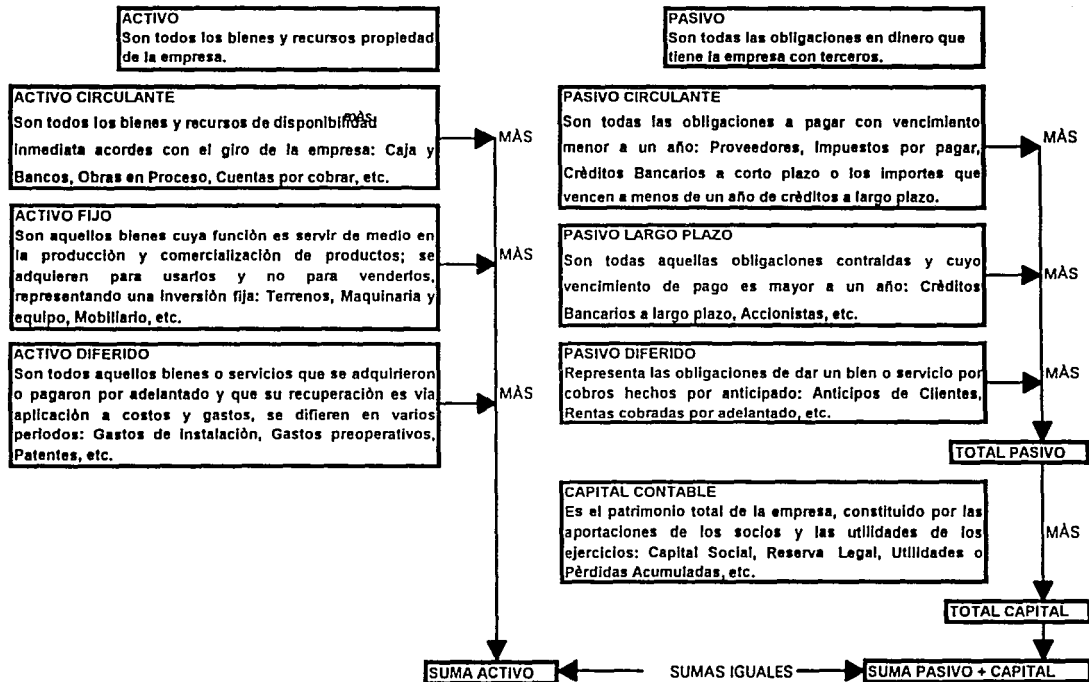 ACTIVO
Son todos los bienes y recursos propiedad
de la empresa.
ACTIVO CIRCULANTE
más
Son todos los bienes y recursos de disponibilidad
inmediata acordes con el giro de la empresa: Caja y
Bancos, Obras en Proceso, Cuentas por cobrar, etc.
MÀS
ACTIVO FIJO
Son aquellos bienes cuya funciòn es servir de medio en
la producciòn y comercializaciòn de productos; se
adquieren para usarlos y no para venderlos,
representando una inversiòn fija: Terrenos, Maquinaria y
equipo, Mobiliario, etc.
MÀS
ACTIVO DIFERIDO
Son todos aquellos bienes o servicios que se adquirieron
o pagaron por adelantado y que su recuperaciòn es vìa
aplicaciòn a costos y gastos, se difieren en varios
periodos: Gastos de instalaciòn, Gastos preoperativos,
Patentes, etc.
MÀS
SUMA ACTIVO
PASIVO
Son todas las obligaciones en dinero que
tiene la empresa con terceros.
PASIVO CIRCULANTE
Son todas las obligaciones a pagar con vencimiento
menor a un año: Proveedores, Impuestos por pagar,
Crèditos Bancarios a corto plazo o los importes que
vencen a menos de un año de crèditos a largo plazo.
MÀS
PASIVO LARGO PLAZO
Son todas aquellas obligaciones contraìdas y cuyo
vencimiento de pago es mayor a un año: Crèditos
Bancarios a largo plazo, Accionistas, etc.
MÀS
PASIVO DIFERIDO
Representa las obligaciones de dar un bien o servicio por
cobros hechos por anticipado: Anticipos de Clientes,
Rentas cobradas por adelantado, etc.
MÀS
TOTAL PASIVO
CAPITAL CONTABLE
Es el patrimonio total de la empresa, constituido por las
aportaciones de los socios y las utilidades de los
ejercicios: Capital Social, Reserva Legal, Utilidades o
Pèrdidas Acumuladas, etc.
MÀS
TOTAL CAPITAL
SUMAS IGUALES
SUMA PASIVO + CAPITAL